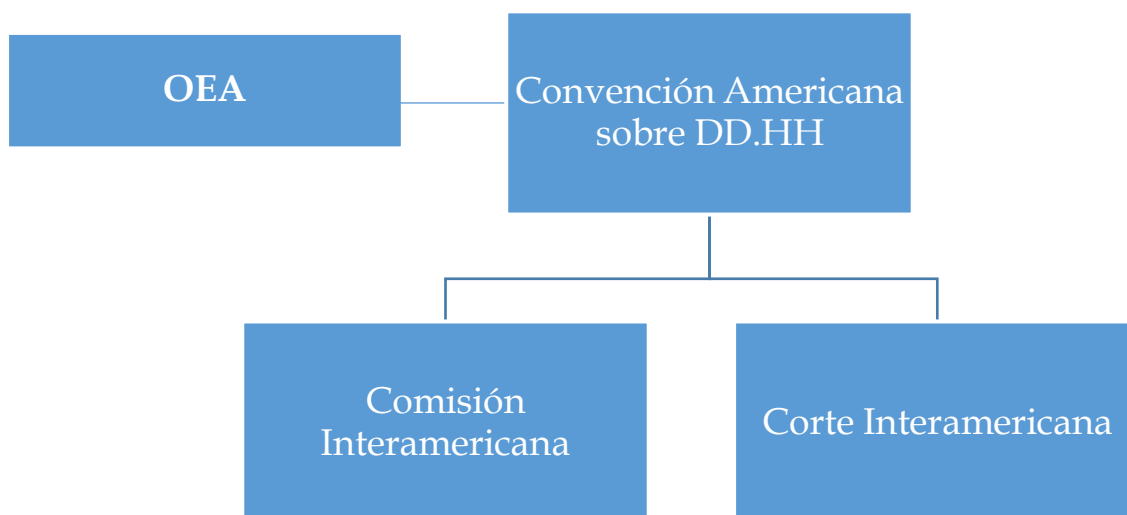 OEA
Convención Americana
sobre DD.HH
Comisión
Interamericana
Corte Interamericana